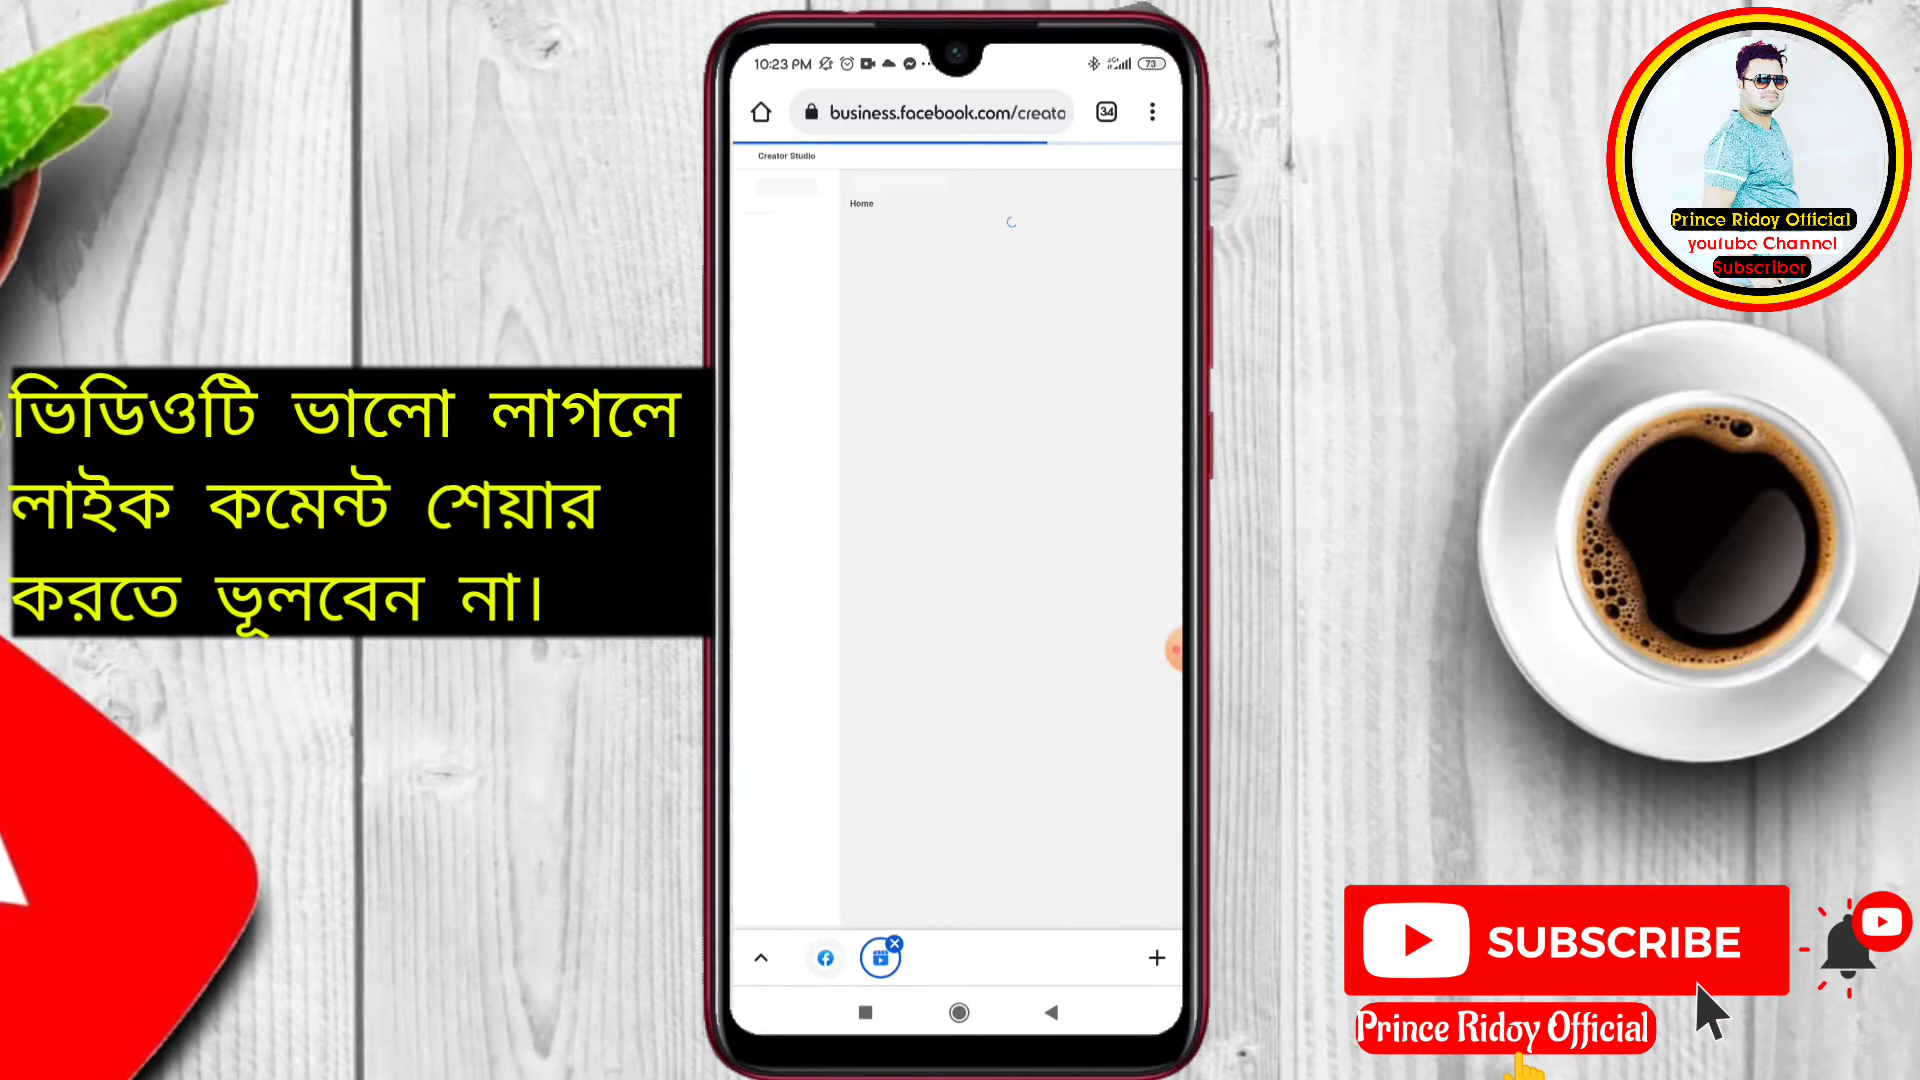 10:23 PM
73
business.facebook.com/creato
34
Creator Studio
Home
ভিডিওটি ভালো লাগলে
লাইক কমেন্ট শেয়ার
করতে ভূলবেন না।
Prince Ridoy Official
youtube Channel
Subscriber
SUBSCRIBE
Prince Ridoy Official